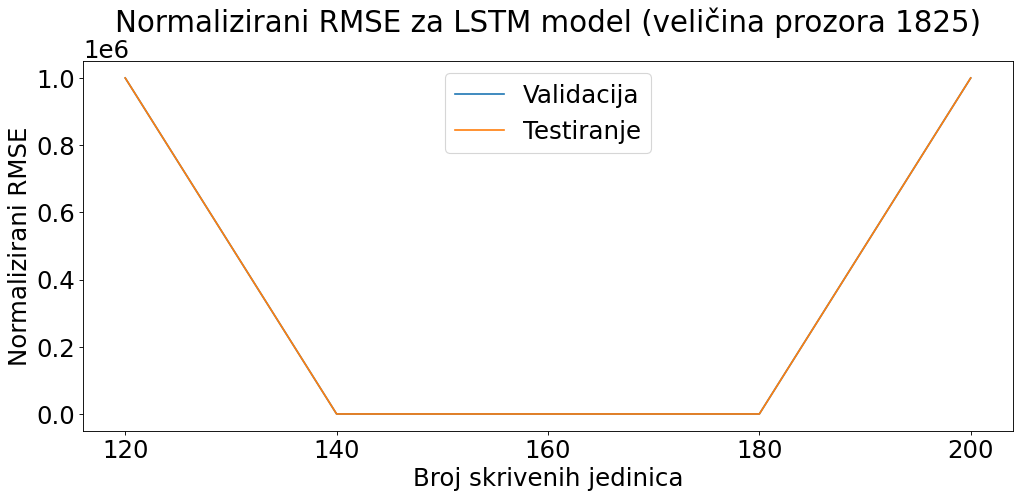 Normalizirani RMSE za LSTM model (veličina prozora 1825)
1e6
1.0
0.8
0.6
0.4
0.2
0.0
Normalizirani RMSE
Validacija
Testiranje
120 140 160 180 200
Broj skrivenih jedinica